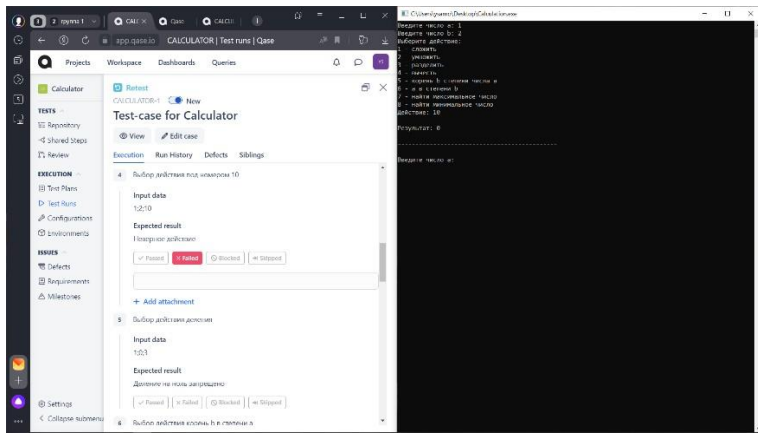 2 группа 1
CALC
Qase
CALCUL
app.qase.io CALCULATOR | Test runs | Qase
Projects Workspace Dashboards Queries
Calculator
TESTS
Repository
Shared Steps
Review
EXECUTION
Test Plans
Test Runs
Configurations
Environments
ISSUES
Defects
Requirements
Milestones
Settings
Collapse submenu
Retest
CALCULATOR-1 New
Test-case for Calculator
View Edit case
Execution Run History Defects Siblings
4 Выбор действия под номером 10
Input data
1;2;10
Expected result
Неверное действие
Passed Failed Blocked Skipped
+ Add attachment
5 Выбор действия деления
Input data
1;0;3
Expected result
Деление на ноль запрещено
Passed Failed Blocked Skipped
6 Выбор действия корень b в степени a
Введите число a: 1
Введите число b: 2
Выберите действие:
1 - сложить
2 - умножить
3 - разделить
4 - вычесть
5 - корень b степени числа a
6 - a в степени b
7 - найти максимальное число
8 - найти минимальное число
Действие: 10
Результат: 0
Введите число a: